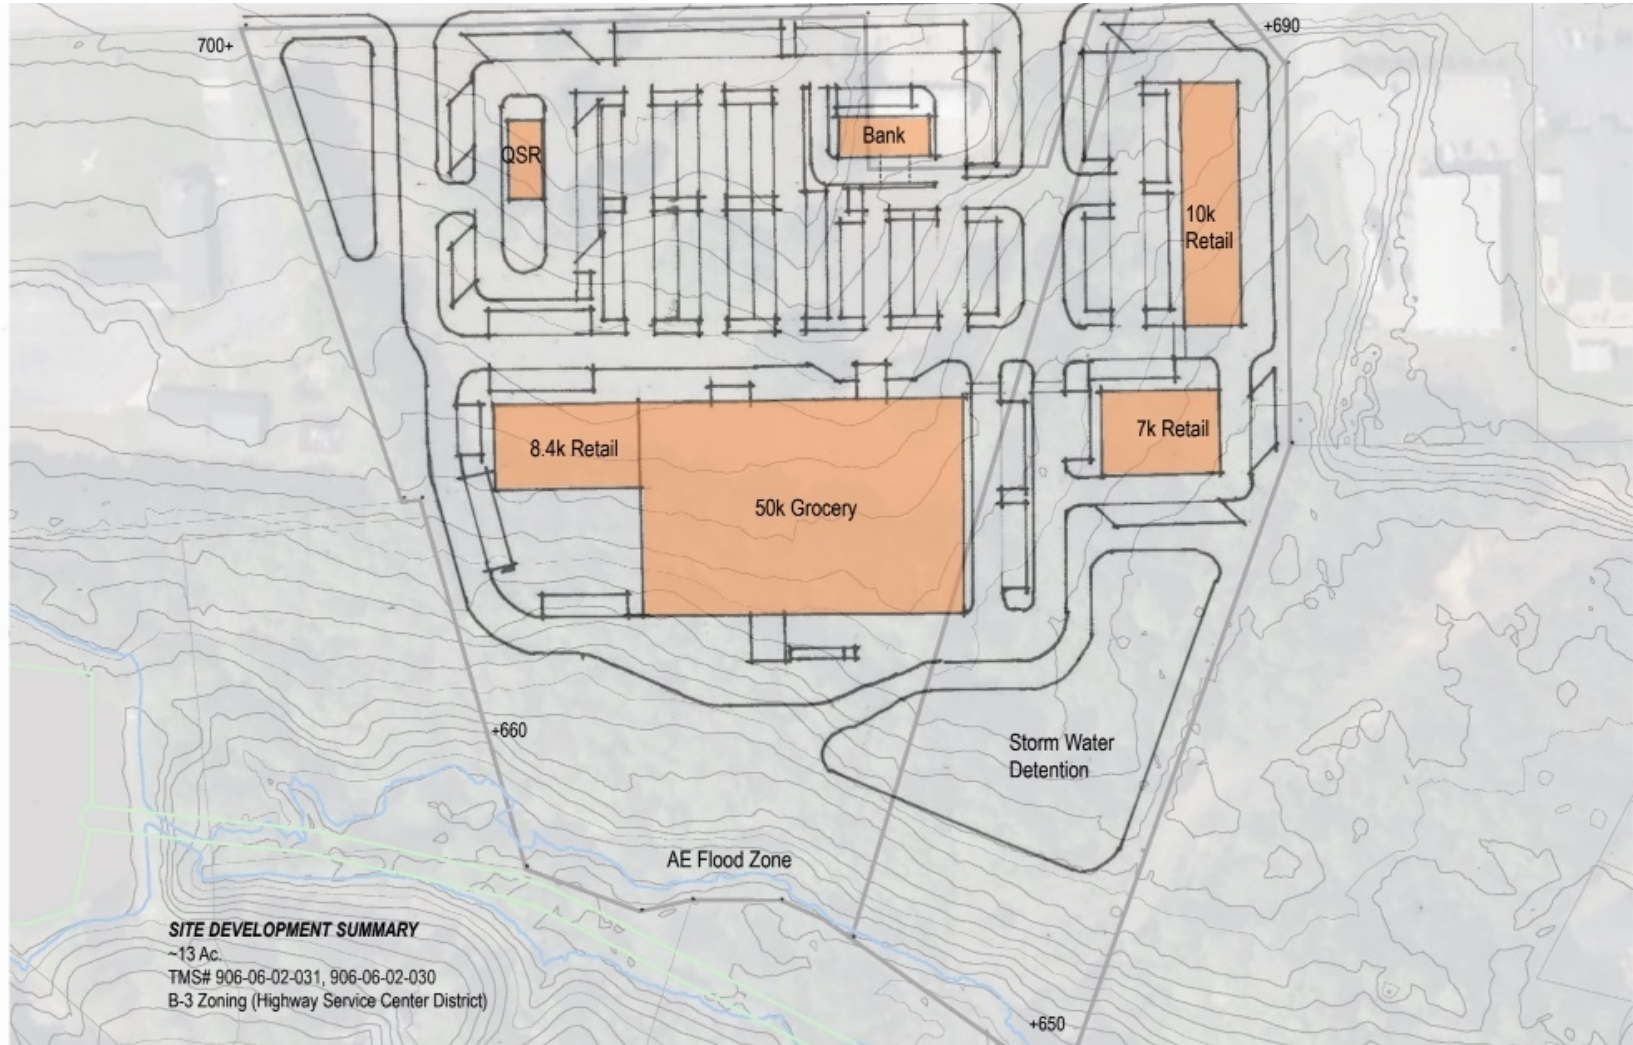 +690
700+
Bank
QSR
10k
Retail
7k Retail
8.4k Retail
50k Grocery
+660
Storm Water
Detention
AE Flood Zone
SITE DEVELOPMENT SUMMARY
~13 Ac.
TMS# 906-06-02-031, 906-06-02-030
B-3 Zoning (Highway Service Center District)
+650